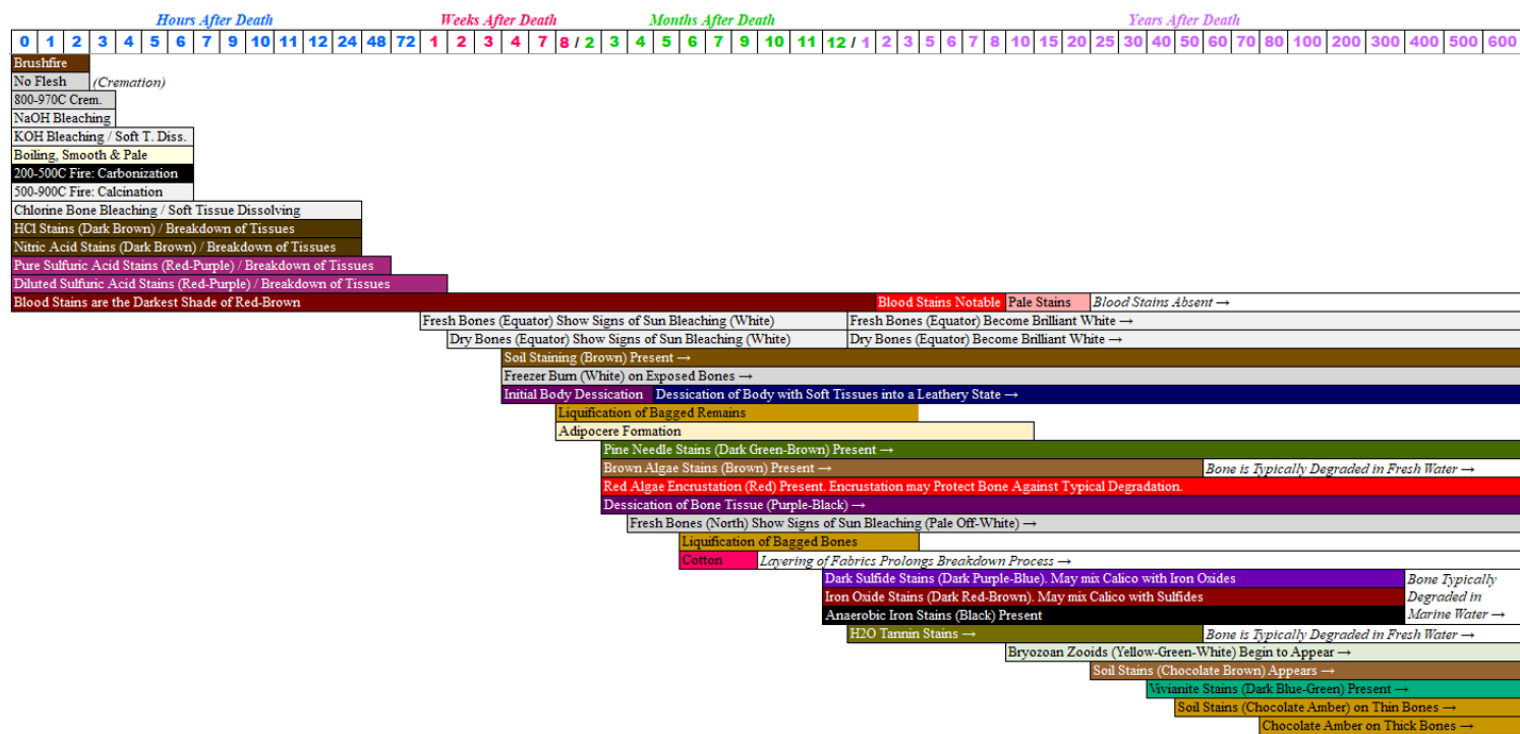 Hours After Death Weeks After Death Months After Death Years After Death
0 1 2 3 4 5 6 7 9 10 11 12 24 48 72 1 2 3 4 7 8 / 2 3 4 5 6 7 9 10 11 12 / 1 2 3 5 6 7 8 10 15 20 25 30 40 50 60 70 80 100 200 300 400 500 600
Brushfire
No Flesh (Cremation)
800-970C Crem.
NaOH Bleaching
KOH Bleaching / Soft T. Diss.
Boiling, Smooth & Pale
200-500C Fire: Carbonization
500-900C Fire: Calcination
Chlorine Bone Bleaching / Soft Tissue Dissolving
HCl Stains (Dark Brown) / Breakdown of Tissues
Nitric Acid Stains (Dark Brown) / Breakdown of Tissues
Pure Sulfuric Acid Stains (Red-Purple) / Breakdown of Tissues
Diluted Sulfuric Acid Stains (Red-Purple) / Breakdown of Tissues
Blood Stains are the Darkest Shade of Red-Brown Blood Stains Notable Pale Stains Blood Stains Absent →
Fresh Bones (Equator) Show Signs of Sun Bleaching (White) Fresh Bones (Equator) Become Brilliant White →
Dry Bones (Equator) Show Signs of Sun Bleaching (White) Dry Bones (Equator) Become Brilliant White →
Soil Staining (Brown) Present →
Freezer Burn (White) on Exposed Bones →
Initial Body Dessication Dessication of Body with Soft Tissues into a Leathery State →
Liquification of Bagged Remains
Adipocere Formation
Pine Needle Stains (Dark Green-Brown) Present →
Brown Algae Stains (Brown) Present → Bone is Typically Degraded in Fresh Water →
Red Algae Encrustation (Red) Present. Encrustation may Protect Bone Against Typical Degradation.
Dessication of Bone Tissue (Purple-Black) →
Fresh Bones (North) Show Signs of Sun Bleaching (Pale Off-White) →
Liquification of Bagged Bones
Cotton Layering of Fabrics Prolongs Breakdown Process →
Dark Sulfide Stains (Dark Purple-Blue). May mix Calico with Iron Oxides Bone Typically
Iron Oxide Stains (Dark Red-Brown). May mix Calico with Sulfides Degraded in
Anaerobic Iron Stains (Black) Present Marine Water →
H2O Tannin Stains → Bone is Typically Degraded in Fresh Water →
Bryozoan Zooids (Yellow-Green-White) Begin to Appear →
Soil Stains (Chocolate Brown) Appears →
Vivianite Stains (Dark Blue-Green) Present →
Soil Stains (Chocolate Amber) on Thin Bones →
Chocolate Amber on Thick Bones →